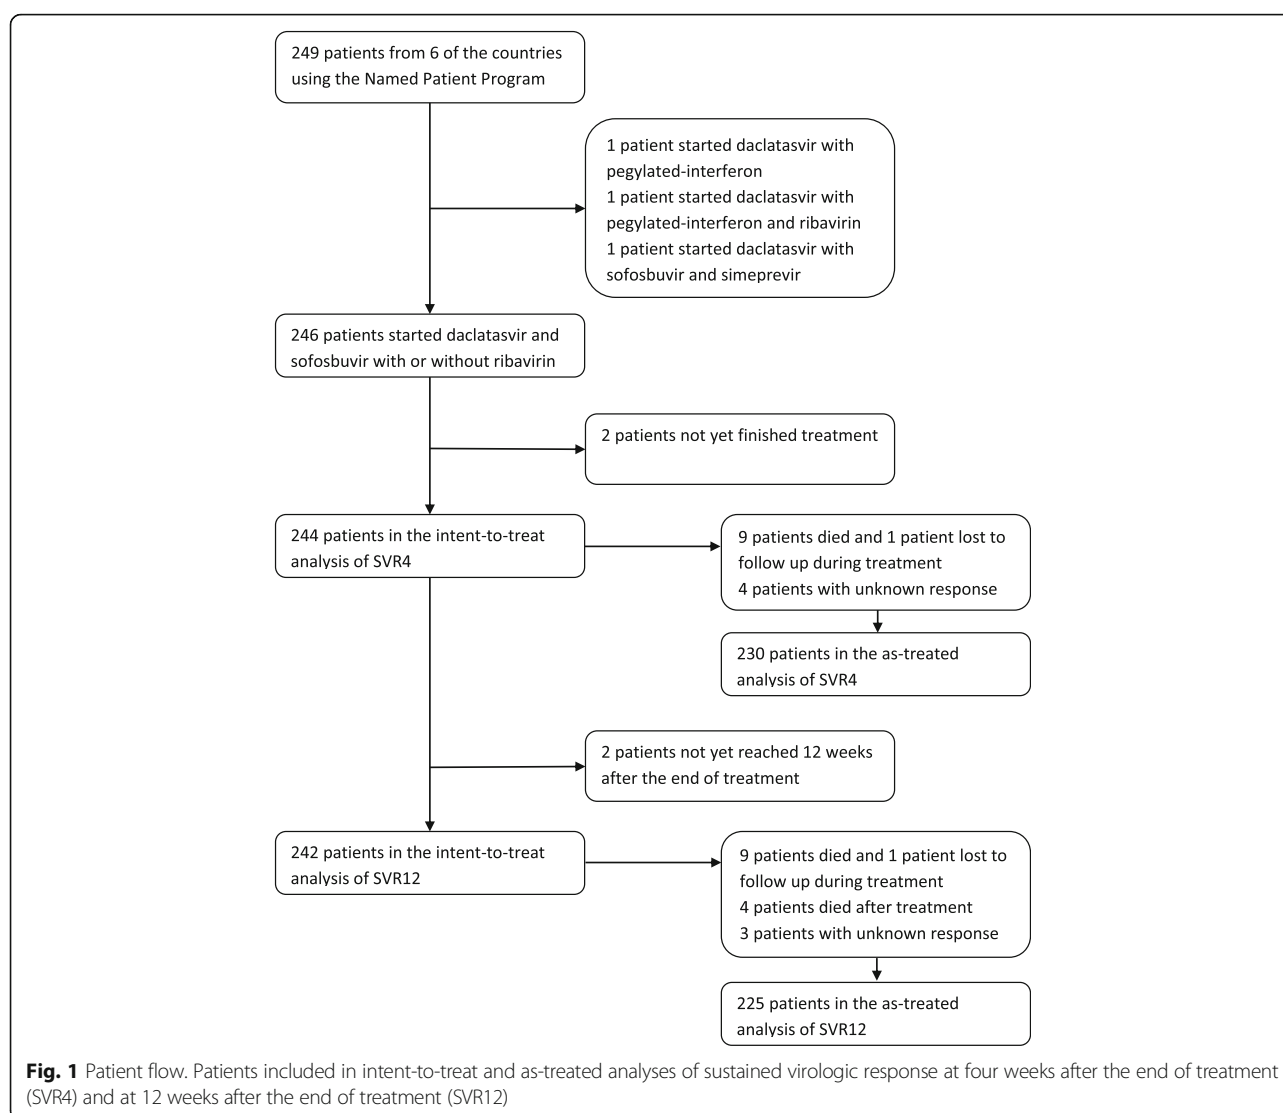 249 patients from 6 of the countries
using the Named Patient Program
1 patient started daclatasvir with
pegylated-interferon
1 patient started daclatasvir with
pegylated-interferon and ribavirin
1 patient started daclatasvir with
sofosbuvir and simeprevir
246 patients started daclatasvir and
sofosbuvir with or without ribavirin
2 patients not yet finished treatment
244 patients in the intent-to-treat
analysis of SVR4
9 patients died and 1 patient lost to
follow up during treatment
4 patients with unknown response
230 patients in the as-treated
analysis of SVR4
2 patients not yet reached 12 weeks
after the end of treatment
242 patients in the intent-to-treat
analysis of SVR12
9 patients died and 1 patient lost to
follow up during treatment
4 patients died after treatment
3 patients with unknown response
225 patients in the as-treated
analysis of SVR12
Fig. 1 Patient flow. Patients included in intent-to-treat and as-treated analyses of sustained virologic response at four weeks after the end of treatment
(SVR4) and at 12 weeks after the end of treatment (SVR12)